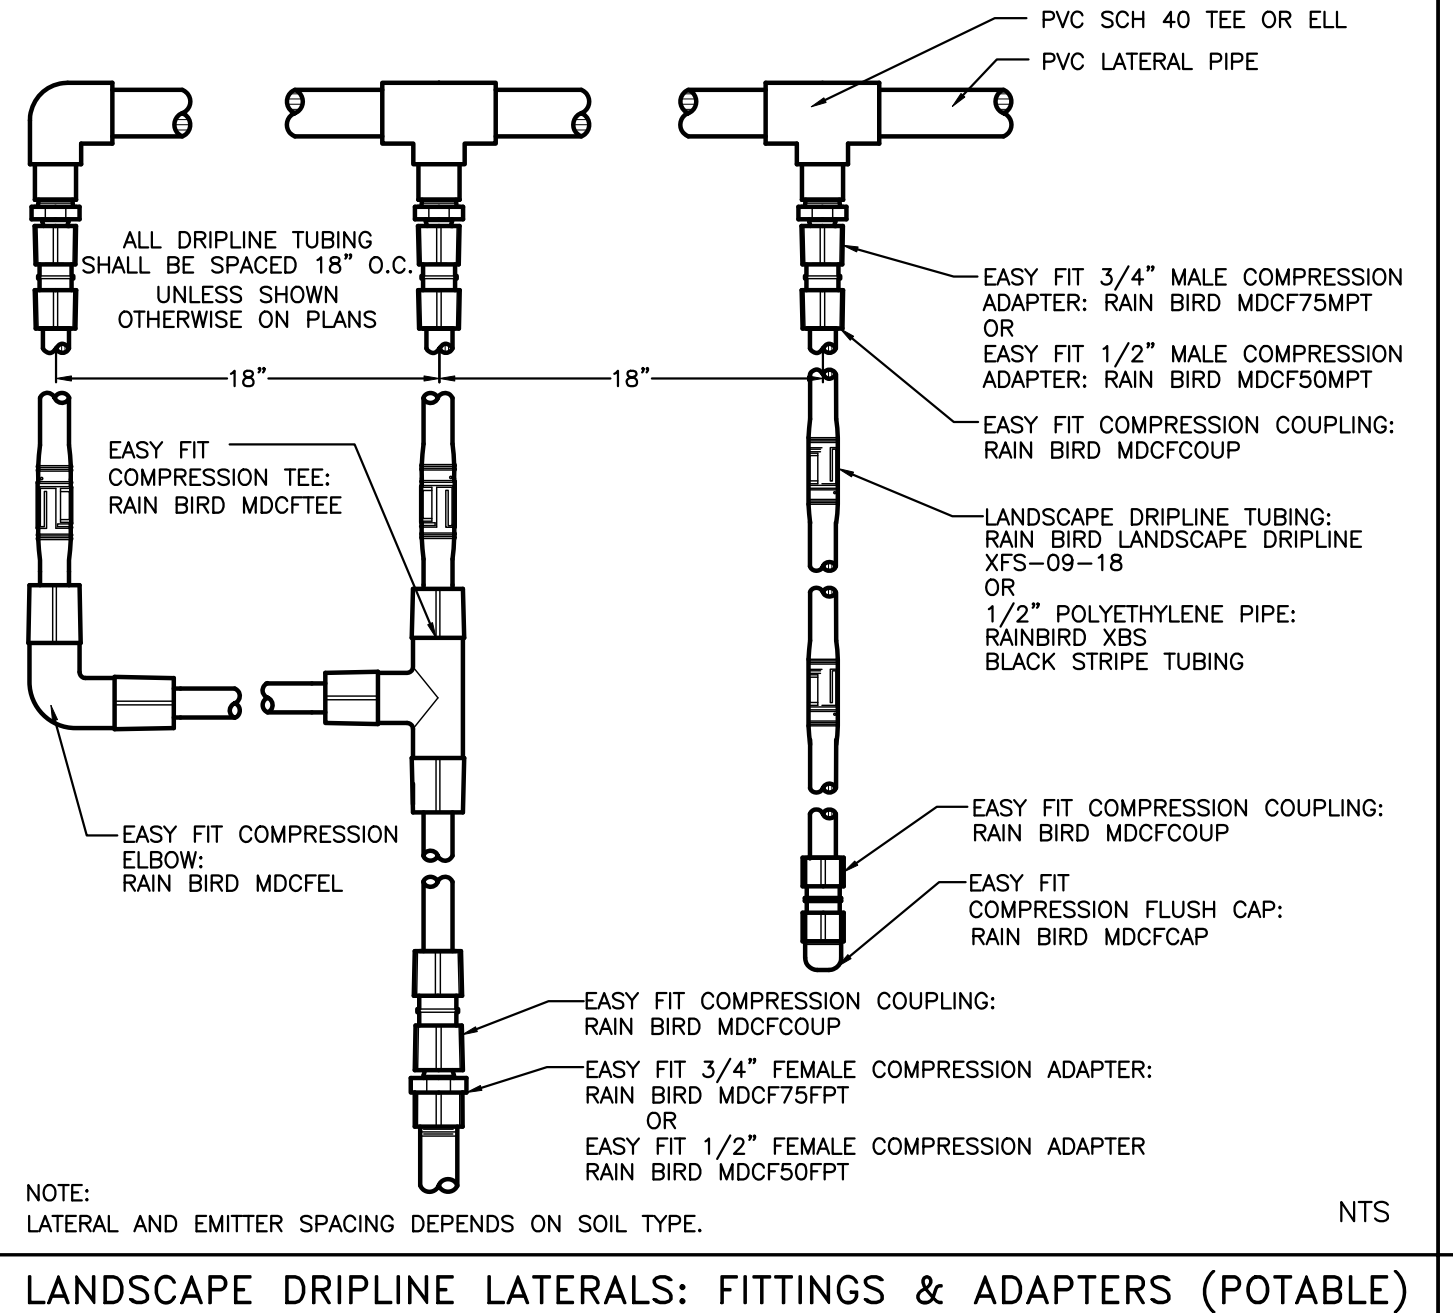 PVC SCH 40 TEE OR ELL
PVC LATERAL PIPE
ALL DRIPLINE TUBING
SHALL BE SPACED 18" O.C.
UNLESS SHOWN
OTHERWISE ON PLANS
EASY FIT 3/4" MALE COMPRESSION
ADAPTER: RAIN BIRD MDCF75MPT
OR
EASY FIT 1/2" MALE COMPRESSION
ADAPTER: RAIN BIRD MDCF50MPT
18"
18"
EASY FIT COMPRESSION COUPLING:
RAIN BIRD MDCFCOUP
EASY FIT
COMPRESSION TEE:
RAIN BIRD MDCFTEE
LANDSCAPE DRIPLINE TUBING:
RAIN BIRD LANDSCAPE DRIPLINE
XFS-09-18
OR
1/2" POLYETHYLENE PIPE:
RAINBIRD XBS
BLACK STRIPE TUBING
EASY FIT COMPRESSION COUPLING:
RAIN BIRD MDCFCOUP
EASY FIT COMPRESSION
ELBOW:
RAIN BIRD MDCFEL
EASY FIT
COMPRESSION FLUSH CAP:
RAIN BIRD MDCFCAP
EASY FIT COMPRESSION COUPLING:
RAIN BIRD MDCFCOUP
EASY FIT 3/4" FEMALE COMPRESSION ADAPTER:
RAIN BIRD MDCF75FPT
OR
EASY FIT 1/2" FEMALE COMPRESSION ADAPTER
RAIN BIRD MDCF50FPT
NOTE:
LATERAL AND EMITTER SPACING DEPENDS ON SOIL TYPE.
NTS
LANDSCAPE DRIPLINE LATERALS: FITTINGS & ADAPTERS (POTABLE)